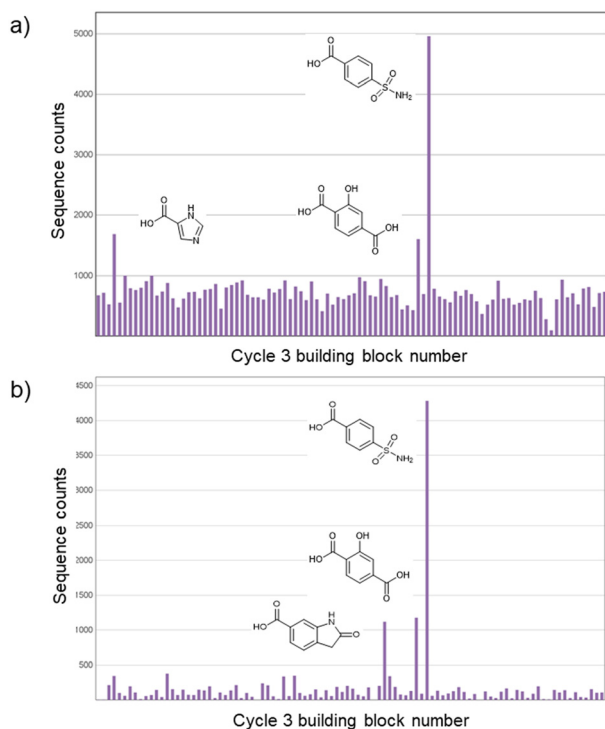 a)
5000
4000
3000
2000
1000
Sequence counts
O
HO
S
O
O
NH₂
O
HO
H
N
N
O
HO
OH
OH
O
Cycle 3 building block number
b)
4500
4000
3500
3000
2500
2000
1500
1000
500
Sequence counts
O
HO
S
O
O
NH₂
O
HO
OH
OH
O
O
HO
H
N
O
Cycle 3 building block number